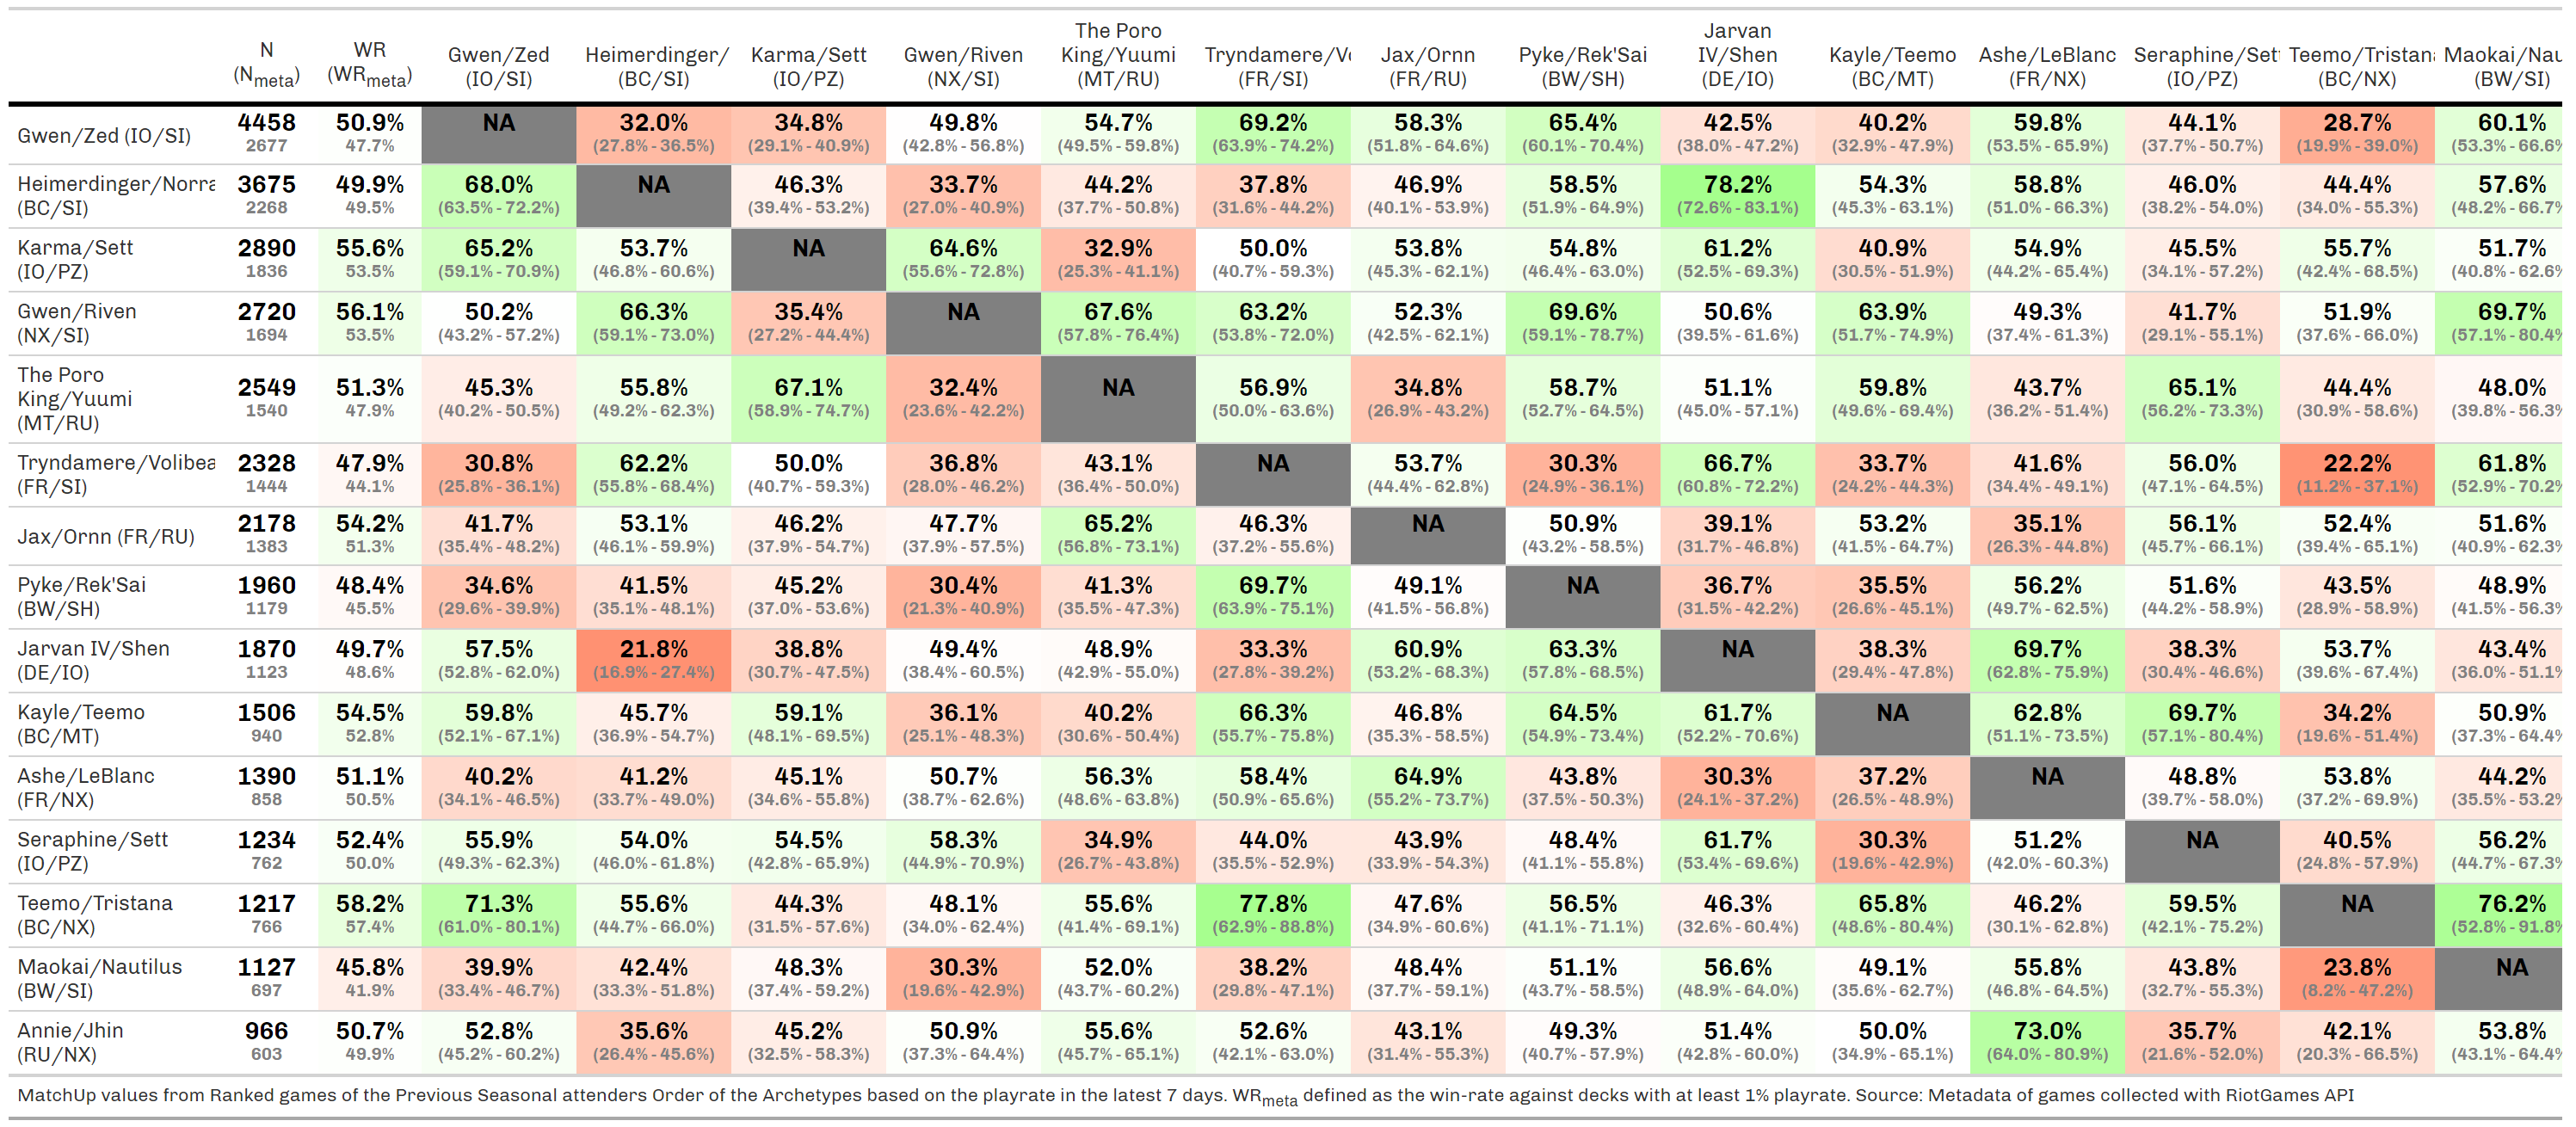 N (Nmeta) WR (WRmeta) Gwen/Zed (IO/SI) Heimerdinger/ (BC/SI) Karma/Sett (IO/PZ) Gwen/Riven (NX/SI) The Poro King/Yuumi (MT/RU) Tryndamere/Vo (FR/SI) Jax/Ornn (FR/RU) Pyke/Rek'Sai (BW/SH) Jarvan IV/Shen (DE/IO) Kayle/Teemo (BC/MT) Ashe/LeBlanc (FR/NX) Seraphine/Sett (IO/PZ) Teemo/Tristana (BC/NX) Maokai/Nau (BW/SI)
Gwen/Zed (IO/SI) 4458 50.9% NA 32.0% 34.8% 49.8% 54.7% 69.2% 58.3% 65.4% 42.5% 40.2% 59.8% 44.1% 28.7% 60.1%
2677 47.7% (27.8% - 36.5%) (29.1% - 40.9%) (42.8% - 56.8%) (49.5% - 59.8%) (63.9% - 74.2%) (51.8% - 64.6%) (60.1% - 70.4%) (38.0% - 47.2%) (32.9% - 47.9%) (53.5% - 65.9%) (37.7% - 50.7%) (19.9% - 39.0%) (53.3% - 66.6%
Heimerdinger/Norra 3675 49.9% 68.0% NA 46.3% 33.7% 44.2% 37.8% 46.9% 58.5% 78.2% 54.3% 58.8% 46.0% 44.4% 57.6%
(BC/SI) 2268 49.5% (63.5% - 72.2%) (39.4% - 53.2%) (27.0% - 40.9%) (37.7% - 50.8%) (31.6% - 44.2%) (40.1% - 53.9%) (51.9% - 64.9%) (72.6% - 83.1%) (45.3% - 63.1%) (51.0% - 66.3%) (38.2% - 54.0%) (34.0% - 55.3%) (48.2% - 66.7%
Karma/Sett 2890 55.6% 65.2% 53.7% NA 64.6% 32.9% 50.0% 53.8% 54.8% 61.2% 40.9% 54.9% 45.5% 55.7% 51.7%
(IO/PZ) 1836 53.5% (59.1% - 70.9%) (46.8% - 60.6%) (55.6% - 72.8%) (25.3% - 41.1%) (40.7% - 59.3%) (45.3% - 62.1%) (46.4% - 63.0%) (52.5% - 69.3%) (30.5% - 51.9%) (44.2% - 65.4%) (34.1% - 57.2%) (42.4% - 68.5%) (40.8% - 62.6%
Gwen/Riven 2720 56.1% 50.2% 66.3% 35.4% NA 67.6% 63.2% 52.3% 69.6% 50.6% 63.9% 49.3% 41.7% 51.9% 69.7%
(NX/SI) 1694 53.5% (43.2% - 57.2%) (59.1% - 73.0%) (27.2% - 44.4%) (57.8% - 76.4%) (53.8% - 72.0%) (42.5% - 62.1%) (59.1% - 78.7%) (39.5% - 61.6%) (51.7% - 74.9%) (37.4% - 61.3%) (29.1% - 55.1%) (37.6% - 66.0%) (57.1% - 80.4%
The Poro
King/Yuumi 2549 51.3% 45.3% 55.8% 67.1% 32.4% NA 56.9% 34.8% 58.7% 51.1% 59.8% 43.7% 65.1% 44.4% 48.0%
(MT/RU) 1540 47.9% (40.2% - 50.5%) (49.2% - 62.3%) (58.9% - 74.7%) (23.6% - 42.2%) (50.0% - 63.6%) (26.9% - 43.2%) (52.7% - 64.5%) (45.0% - 57.1%) (49.6% - 69.4%) (36.2% - 51.4%) (56.2% - 73.3%) (30.9% - 58.6%) (39.8% - 56.3%
Tryndamere/Volibea 2328 47.9% 30.8% 62.2% 50.0% 36.8% 43.1% NA 53.7% 30.3% 66.7% 33.7% 41.6% 56.0% 22.2% 61.8%
(FR/SI) 1444 44.1% (25.8% - 36.1%) (55.8% - 68.4%) (40.7% - 59.3%) (28.0% - 46.2%) (36.4% - 50.0%) (44.4% - 62.8%) (24.9% - 36.1%) (60.8% - 72.2%) (24.2% - 44.3%) (34.4% - 49.1%) (47.1% - 64.5%) (11.2% - 37.1%) (52.9% - 70.2%
Jax/Ornn (FR/RU) 2178 54.2% 41.7% 53.1% 46.2% 47.7% 65.2% 46.3% NA 50.9% 39.1% 53.2% 35.1% 56.1% 52.4% 51.6%
1383 51.3% (35.4% - 48.2%) (46.1% - 59.9%) (37.9% - 54.7%) (37.9% - 57.5%) (56.8% - 73.1%) (37.2% - 55.6%) (43.2% - 58.5%) (31.7% - 46.8%) (41.5% - 64.7%) (26.3% - 44.8%) (45.7% - 66.1%) (39.4% - 65.1%) (40.9% - 62.3%
Pyke/Rek'Sai 1960 48.4% 34.6% 41.5% 45.2% 30.4% 41.3% 69.7% 49.1% NA 36.7% 35.5% 56.2% 51.6% 43.5% 48.9%
(BW/SH) 1179 45.5% (29.6% - 39.9%) (35.1% - 48.1%) (37.0% - 53.6%) (21.3% - 40.9%) (35.5% - 47.3%) (63.9% - 75.1%) (41.5% - 56.8%) (31.5% - 42.2%) (26.6% - 45.1%) (49.7% - 62.5%) (44.2% - 58.9%) (28.9% - 58.9%) (41.5% - 56.3%
Jarvan IV/Shen 1870 49.7% 57.5% 21.8% 38.8% 49.4% 48.9% 33.3% 60.9% 63.3% NA 38.3% 69.7% 38.3% 53.7% 43.4%
(DE/IO) 1123 48.6% (52.8% - 62.0%) (16.9% - 27.4%) (30.7% - 47.5%) (38.4% - 60.5%) (42.9% - 55.0%) (27.8% - 39.2%) (53.2% - 68.3%) (57.8% - 68.5%) (29.4% - 47.8%) (62.8% - 75.9%) (30.4% - 46.6%) (39.6% - 67.4%) (36.0% - 51.1%
Kayle/Teemo 1506 54.5% 59.8% 45.7% 59.1% 36.1% 40.2% 66.3% 46.8% 64.5% 61.7% NA 62.8% 69.7% 34.2% 50.9%
(BC/MT) 940 52.8% (52.1% - 67.1%) (36.9% - 54.7%) (48.1% - 69.5%) (25.1% - 48.3%) (30.6% - 50.4%) (55.7% - 75.8%) (35.3% - 58.5%) (54.9% - 73.4%) (52.2% - 70.6%) (51.1% - 73.5%) (57.1% - 80.4%) (19.6% - 51.4%) (37.3% - 64.4%
Ashe/LeBlanc 1390 51.1% 40.2% 41.2% 45.1% 50.7% 56.3% 58.4% 64.9% 43.8% 30.3% 37.2% NA 48.8% 53.8% 44.2%
(FR/NX) 858 50.5% (34.1% - 46.5%) (33.7% - 49.0%) (34.6% - 55.8%) (38.7% - 62.6%) (48.6% - 63.8%) (50.9% - 65.6%) (55.2% - 73.7%) (37.5% - 50.3%) (24.1% - 37.2%) (26.5% - 48.9%) (39.7% - 58.0%) (37.2% - 69.9%) (35.5% - 53.2%
Seraphine/Sett 1234 52.4% 55.9% 54.0% 54.5% 58.3% 34.9% 44.0% 43.9% 48.4% 61.7% 30.3% 51.2% NA 40.5% 56.2%
(IO/PZ) 762 50.0% (49.3% - 62.3%) (46.0% - 61.8%) (42.8% - 65.9%) (44.9% - 70.9%) (26.7% - 43.8%) (35.5% - 52.9%) (33.9% - 54.3%) (41.1% - 55.8%) (53.4% - 69.6%) (19.6% - 42.9%) (42.0% - 60.3%) (24.8% - 57.9%) (44.7% - 67.3%
Teemo/Tristana 1217 58.2% 71.3% 55.6% 44.3% 48.1% 55.6% 77.8% 47.6% 56.5% 46.3% 65.8% 46.2% 59.5% NA 76.2%
(BC/NX) 766 57.4% (61.0% - 80.1%) (44.7% - 66.0%) (31.5% - 57.6%) (34.0% - 62.4%) (41.4% - 69.1%) (62.9% - 88.8%) (34.9% - 60.6%) (41.1% - 71.1%) (32.6% - 60.4%) (48.6% - 80.4%) (30.1% - 62.8%) (42.1% - 75.2%) (52.8% - 91.8%
Maokai/Nautilus 1127 45.8% 39.9% 42.4% 48.3% 30.3% 52.0% 38.2% 48.4% 51.1% 56.6% 49.1% 55.8% 43.8% 23.8% NA
(BW/SI) 697 41.9% (33.4% - 46.7%) (33.3% - 51.8%) (37.4% - 59.2%) (19.6% - 42.9%) (43.7% - 60.2%) (29.8% - 47.1%) (37.7% - 59.1%) (43.7% - 58.5%) (48.9% - 64.0%) (35.6% - 62.7%) (46.8% - 64.5%) (32.7% - 55.3%) (8.2% - 47.2%)
Annie/Jhin 966 50.7% 52.8% 35.6% 45.2% 50.9% 55.6% 52.6% 43.1% 49.3% 51.4% 50.0% 73.0% 35.7% 42.1% 53.8%
(RU/NX) 603 49.9% (45.2% - 60.2%) (26.4% - 45.6%) (32.5% - 58.3%) (37.3% - 64.4%) (45.7% - 65.1%) (42.1% - 63.0%) (31.4% - 55.3%) (40.7% - 57.9%) (42.8% - 60.0%) (34.9% - 65.1%) (64.0% - 80.9%) (21.6% - 52.0%) (20.3% - 66.5%) (43.1% - 64.4%
MatchUp values from Ranked games of the Previous Seasonal attenders Order of the Archetypes based on the playrate in the latest 7 days. WRmeta defined as the win-rate against decks with at least 1% playrate. Source: Metadata of games collected with RiotGames API